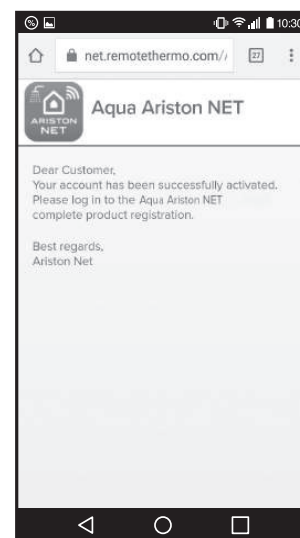 10:30
net.remotethermo.com/
27
ARISTON
NET
Aqua Ariston NET
Dear Customer,
Your account has been successfully activated.
Please log in to the Aqua Ariston NET
complete product registration.
Best regards,
Ariston Net